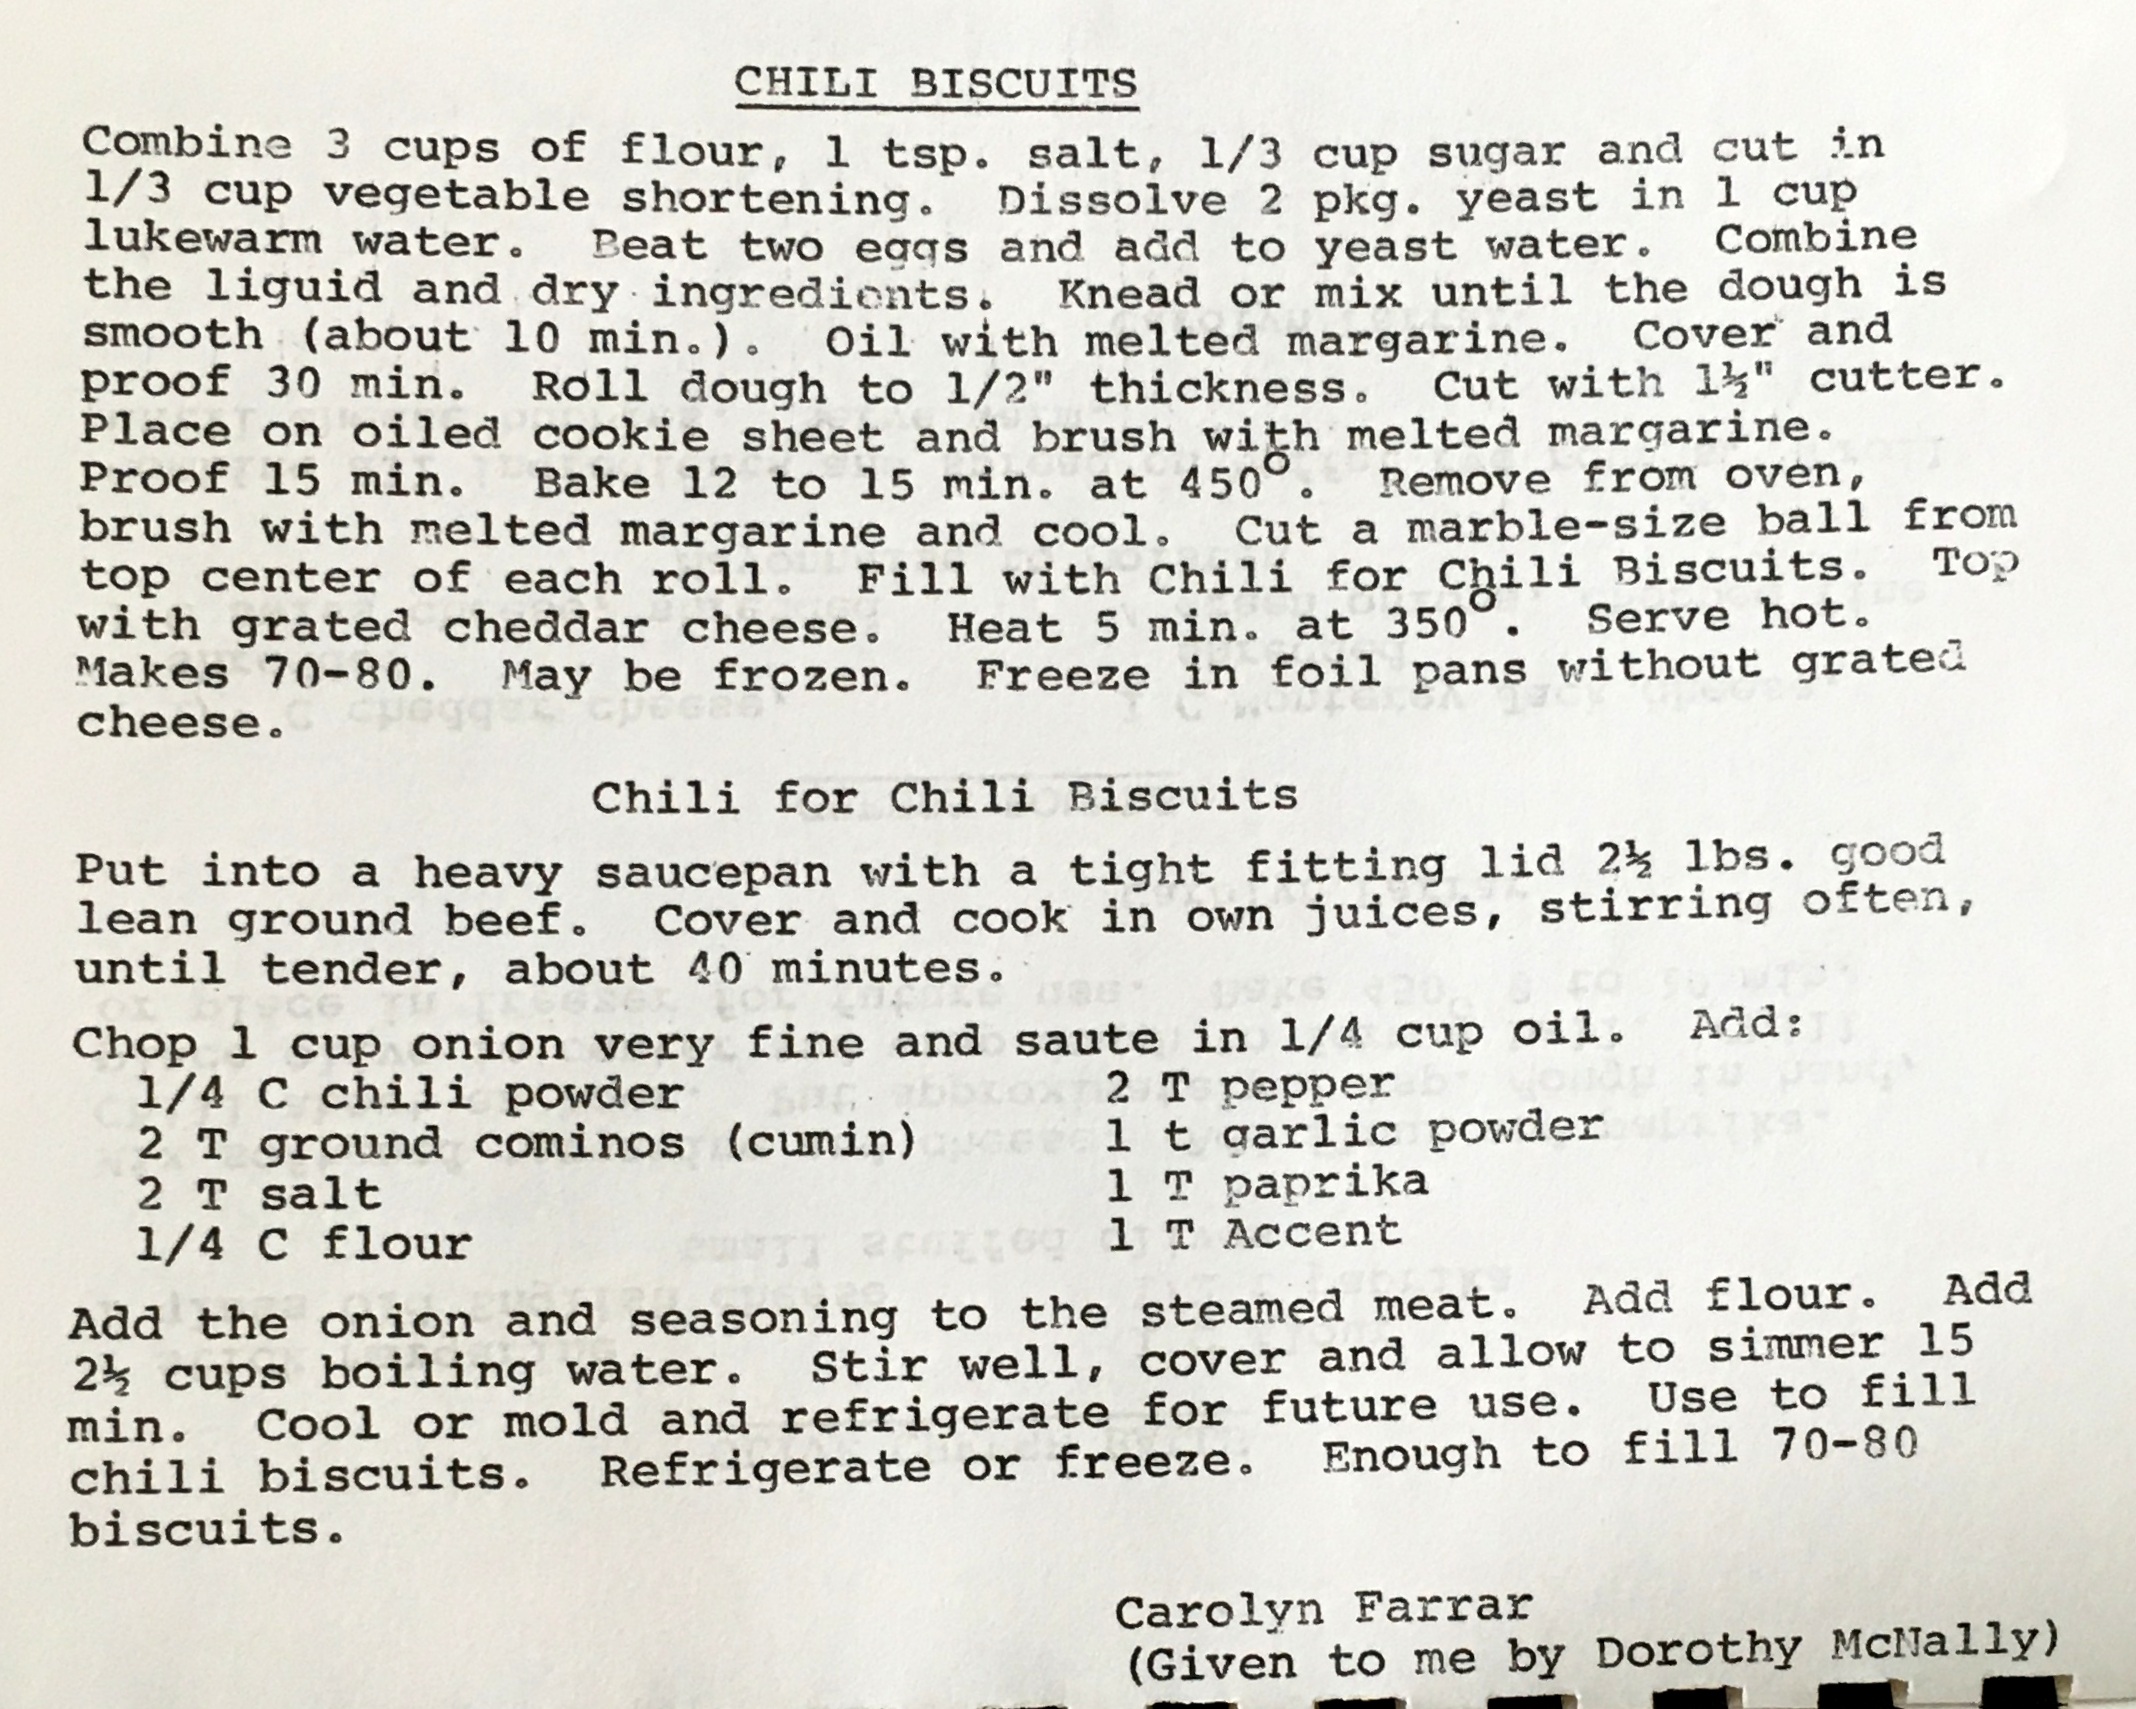 CHILI BISCUITS
Combine 3 cups of flour, 1 tsp. salt, 1/3 cup sugar and cut in
1/3 cup vegetable shortening. Dissolve 2 pkg. yeast in 1 cup
lukewarm water. Beat two eggs and add to yeast water. Combine
the liguid and dry ingredients. Knead or mix until the dough is
smooth (about 10 min.). Oil with melted margarine. Cover and
proof 30 min. Roll dough to 1/2" thickness. Cut with 1½" cutter.
Place on oiled cookie sheet and brush with melted margarine.
Proof 15 min. Bake 12 to 15 min. at 450°. Remove from oven,
brush with melted margarine and cool. Cut a marble-size ball from
top center of each roll. Fill with Chili for Chili Biscuits. Top
with grated cheddar cheese. Heat 5 min. at 350°. Serve hot.
Makes 70-80. May be frozen. Freeze in foil pans without grated
cheese.
Chili for Chili Biscuits
Put into a heavy saucepan with a tight fitting lid 2½ lbs. good
lean ground beef. Cover and cook in own juices, stirring often,
until tender, about 40 minutes.
Chop 1 cup onion very fine and saute in 1/4 cup oil. Add:
1/4 C chili powder 2 T pepper
2 T ground cominos (cumin) 1 t garlic powder
2 T salt 1 T paprika
1/4 C flour 1 T Accent
Add the onion and seasoning to the steamed meat. Add flour. Add
2½ cups boiling water. Stir well, cover and allow to simmer 15
min. Cool or mold and refrigerate for future use. Use to fill
chili biscuits. Refrigerate or freeze. Enough to fill 70-80
biscuits.
Carolyn Farrar
(Given to me by Dorothy McNally)